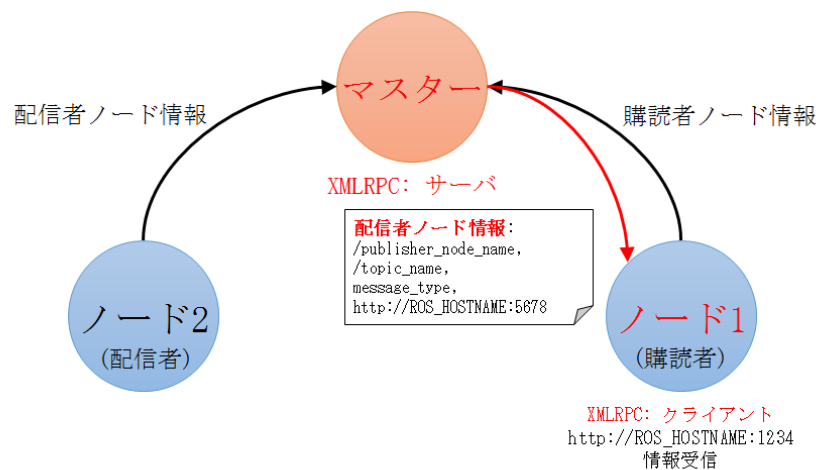 マスター
配信者ノード情報
購読者ノード情報
XMLRPC: サーバ
配信者ノード情報:
/publisher_node_name,
/topic_name,
message_type,
http://ROS_HOSTNAME:5678
ノード2
(配信者)
ノード1
(購読者)
XMLRPC: クライアント
http://ROS_HOSTNAME:1234
情報受信